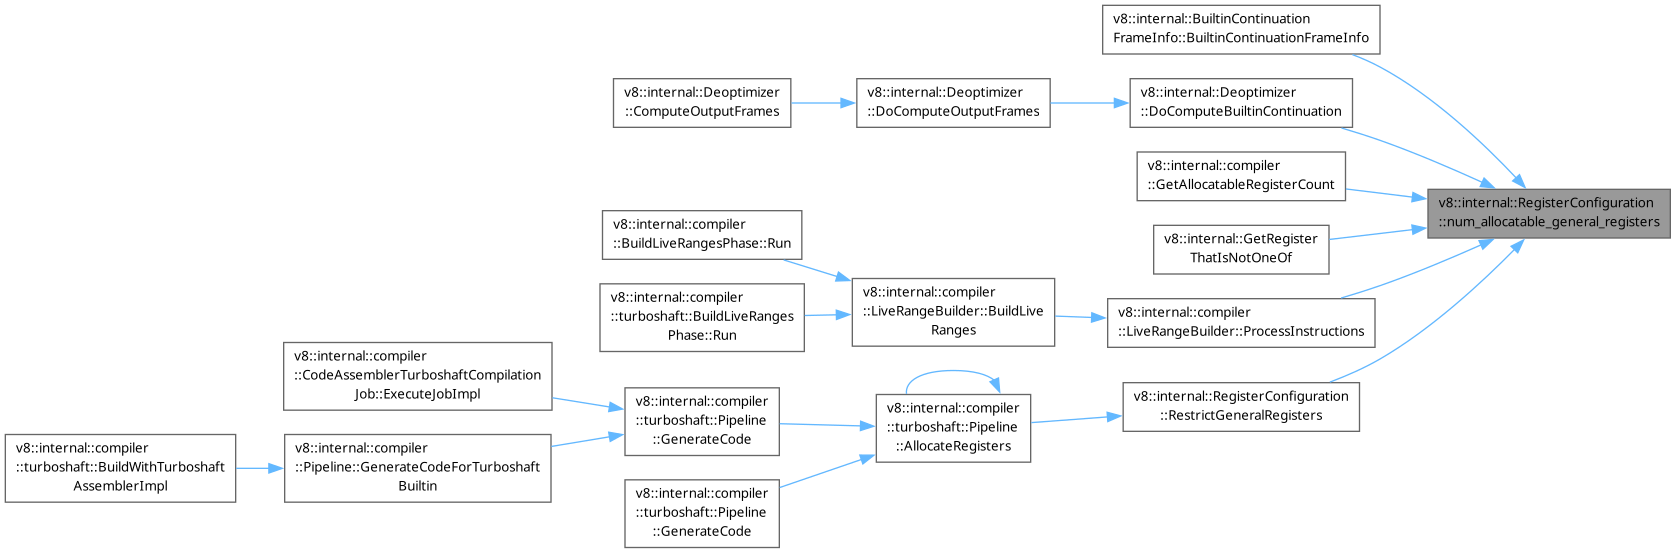 v8::internal::BuiltinContinuation
FrameInfo::BuiltinContinuationFrameInfo
v8::internal::Deoptimizer
::ComputeOutputFrames
v8::internal::Deoptimizer
::DoComputeOutputFrames
v8::internal::Deoptimizer
::DoComputeBuiltinContinuation
v8::internal::compiler
::GetAllocatableRegisterCount
v8::internal::RegisterConfiguration
::num_allocatable_general_registers
v8::internal::compiler
::BuildLiveRangesPhase::Run
v8::internal::GetRegister
ThatIsNotOneOf
v8::internal::compiler
::turboshaft::BuildLiveRanges
Phase::Run
v8::internal::compiler
::LiveRangeBuilder::BuildLive
Ranges
v8::internal::compiler
::LiveRangeBuilder::ProcessInstructions
v8::internal::compiler
::CodeAssemblerTurboshaftCompilation
Job::ExecuteJobImpl
v8::internal::compiler
::turboshaft::Pipeline
::GenerateCode
v8::internal::compiler
::turboshaft::Pipeline
::AllocateRegisters
v8::internal::RegisterConfiguration
::RestrictGeneralRegisters
v8::internal::compiler
::turboshaft::BuildWithTurboshaft
AssemblerImpl
v8::internal::compiler
::Pipeline::GenerateCodeForTurboshaft
Builtin
v8::internal::compiler
::turboshaft::Pipeline
::GenerateCode